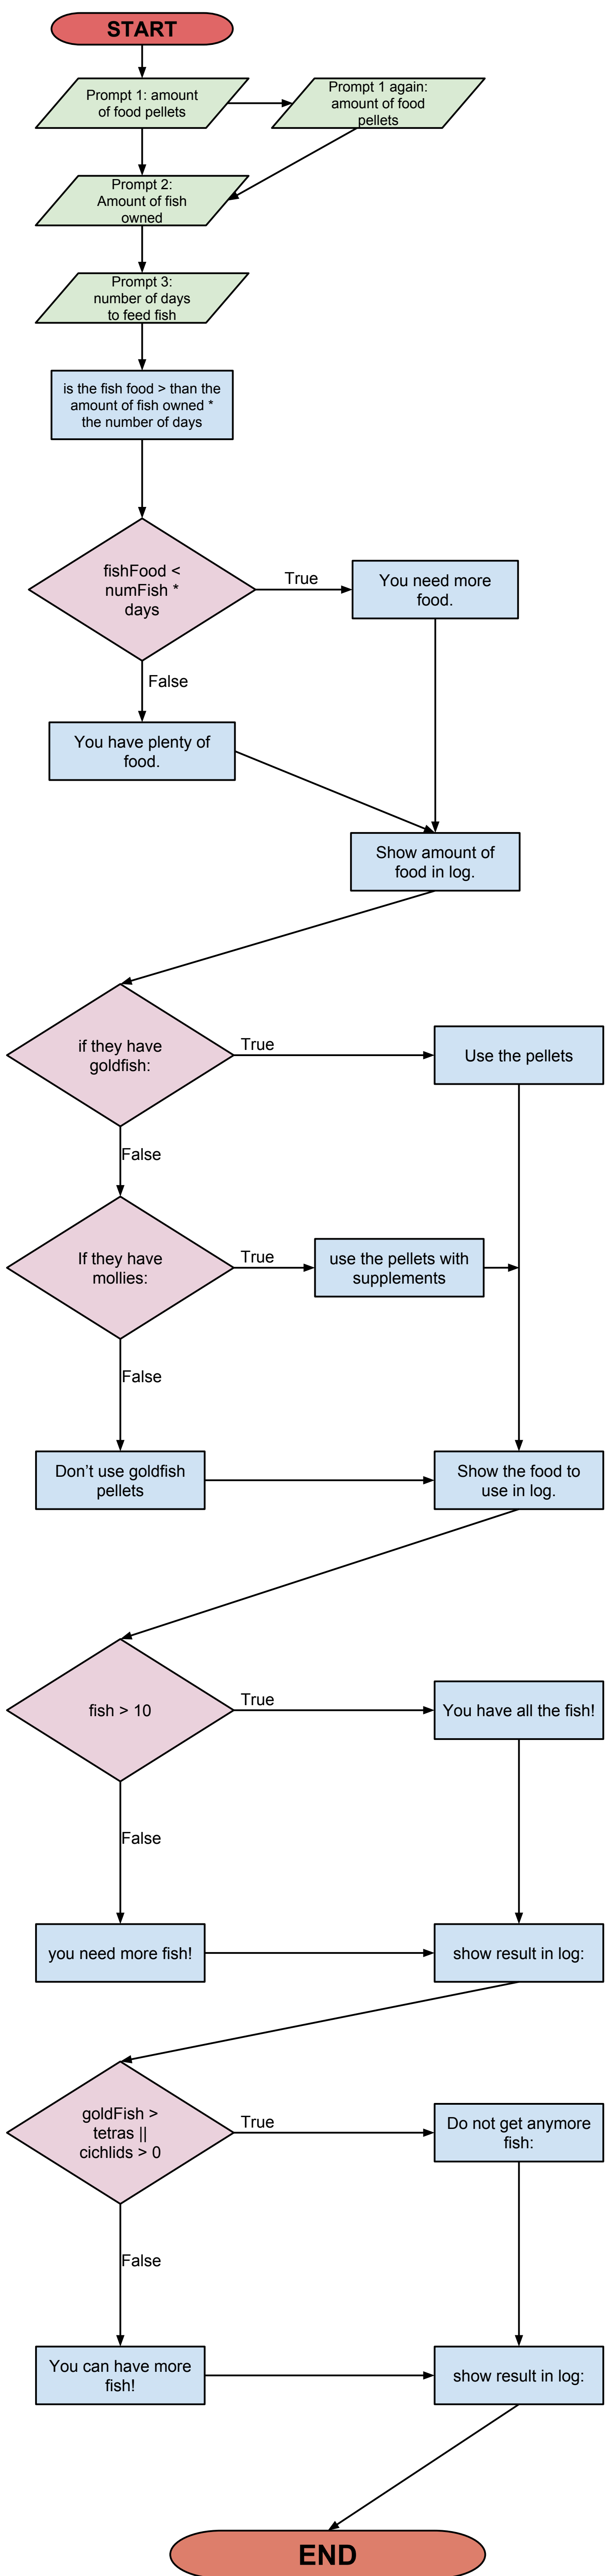 START
Prompt 1: amount
of food pellets
Prompt 1 again:
amount of food
pellets
Prompt 2:
Amount of fish
owned
Prompt 3:
number of days
to feed fish
is the fish food > than the
amount of fish owned *
the number of days
fishFood <
numFish *
days
True
You need more
food.
False
You have plenty of
food.
Show amount of
food in log.
if they have
goldfish:
True
Use the pellets
False
If they have
mollies:
True
use the pellets with
supplements
False
Don't use goldfish
pellets
Show the food to
use in log.
fish > 10
True
You have all the fish!
False
you need more fish!
show result in log:
goldFish >
tetras ||
cichlids > 0
True
Do not get anymore
fish:
False
You can have more
fish!
show result in log:
END